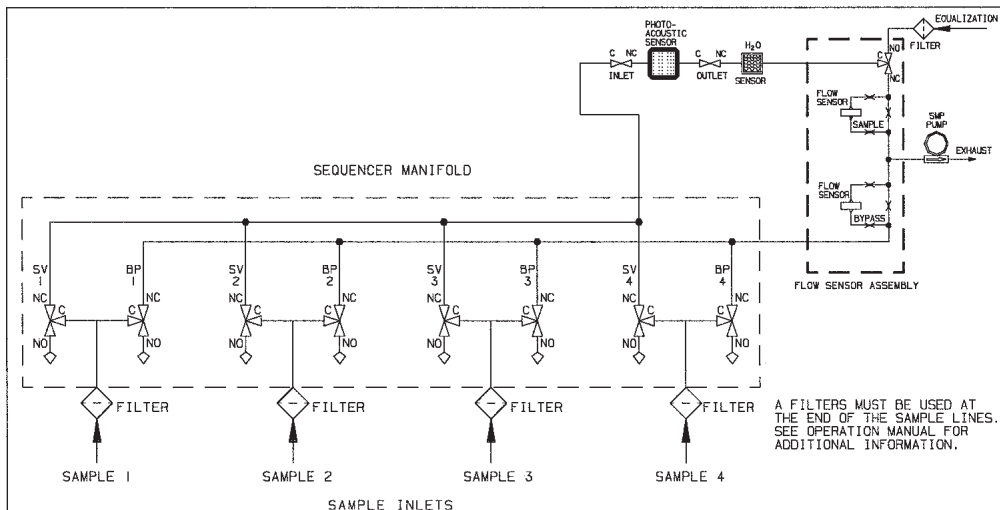 EQUALIZATION
FILTER
PHOTO-
ACOUSTIC
SENSOR
H₂O
NO
C NC
C NC
C
INLET
OUTLET
SENSOR
NC
FLOW
SENSOR
SAMPLE
SMP
PUMP
EXHAUST
SEQUENCER MANIFOLD
FLOW
SENSOR
BYPASS
SV
1
BP
1
SV
2
BP
2
SV
3
BP
3
SV
4
BP
4
FLOW SENSOR ASSEMBLY
NC NC NC NC NC NC NC NC
C C C C C C C C
NO NO NO NO NO NO NO NO
FILTER FILTER FILTER FILTER
A FILTERS MUST BE USED AT
THE END OF THE SAMPLE LINES.
SEE OPERATION MANUAL FOR
ADDITIONAL INFORMATION.
SAMPLE 1 SAMPLE 2 SAMPLE 3 SAMPLE 4
SAMPLE INLETS